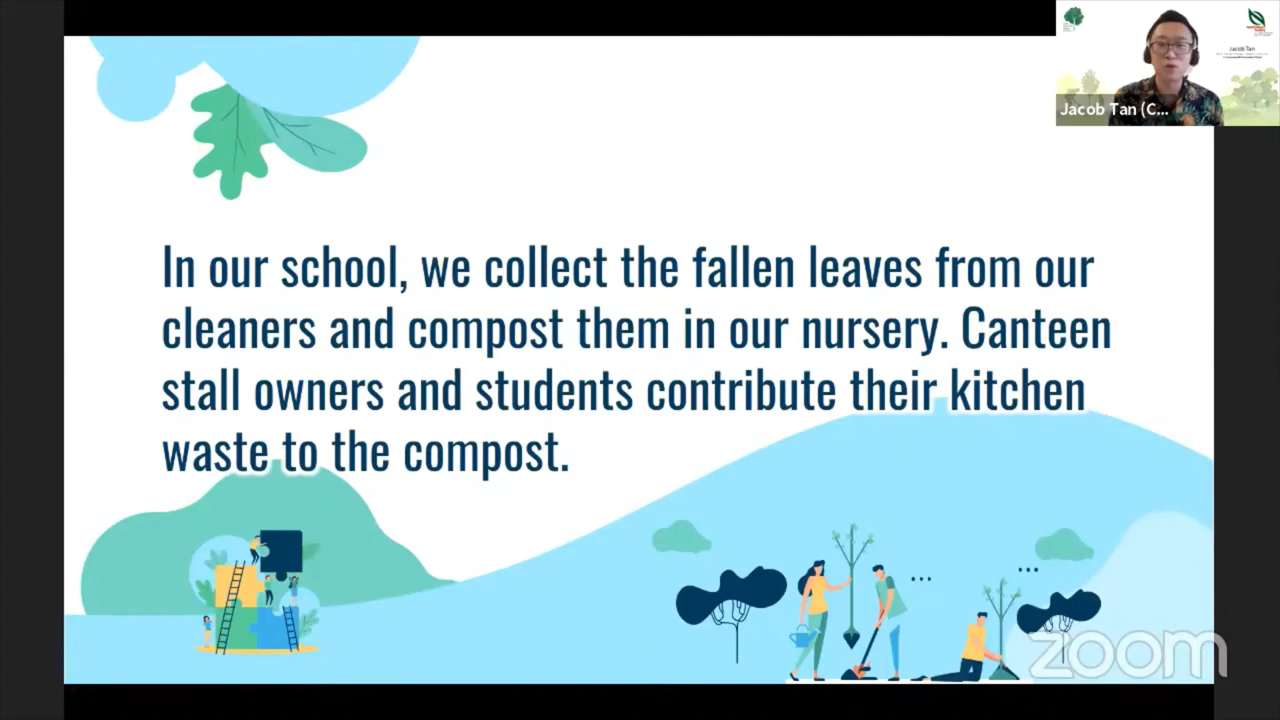 Jacob Tan
Jacob Tan (C...
In our school, we collect the fallen leaves from our
cleaners and compost them in our nursery. Canteen
stall owners and students contribute their kitchen
waste to the compost.
zoom